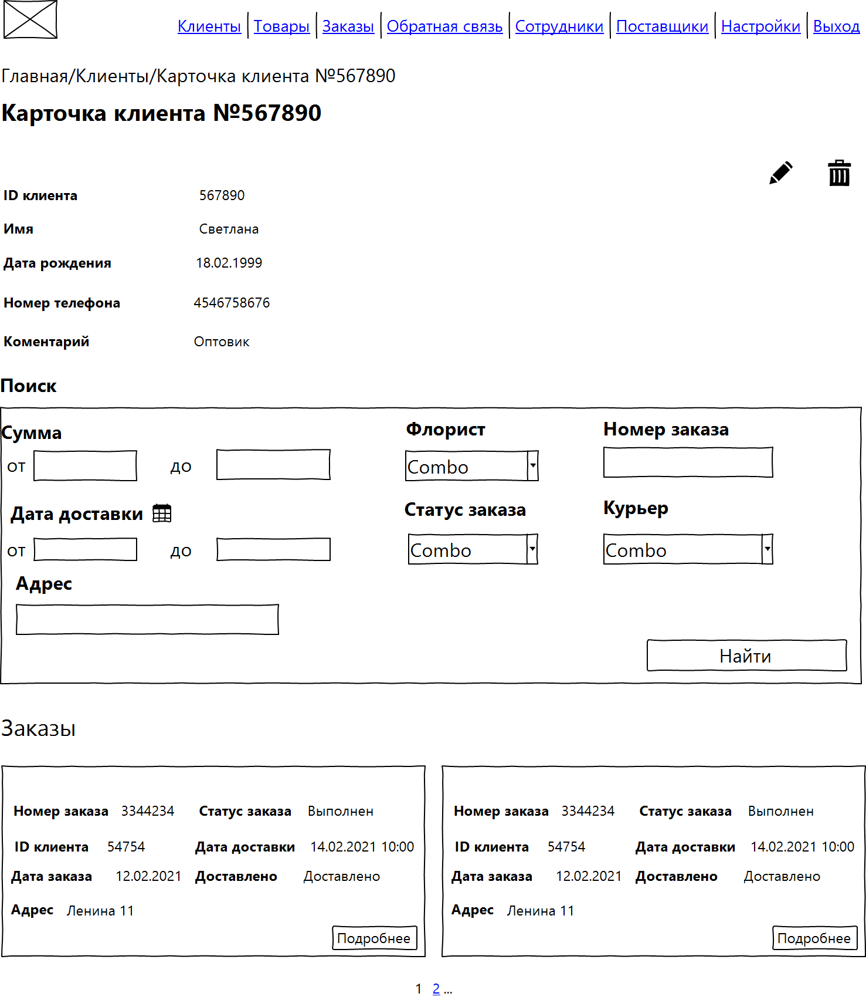 Клиенты Товары Заказы Обратная связь Сотрудники Поставщики Настройки Выход
Главная/Клиенты/Карточка клиента №567890
Карточка клиента №567890
ID клиента 567890
Имя Светлана
Дата рождения 18.02.1999
Номер телефона 4546758676
Коментарий Оптовик
Поиск
Сумма Флорист Номер заказа
от до Combo
Дата доставки Статус заказа Курьер
от до Combo Combo
Адрес
Найти
Заказы
Номер заказа 3344234 Статус заказа Выполнен
ID клиента 54754 Дата доставки 14.02.2021 10:00
Дата заказа 12.02.2021 Доставлено Доставлено
Адрес Ленина 11
Подробнее
Номер заказа 3344234 Статус заказа Выполнен
ID клиента 54754 Дата доставки 14.02.2021 10:00
Дата заказа 12.02.2021 Доставлено Доставлено
Адрес Ленина 11
Подробнее
1 2 ...